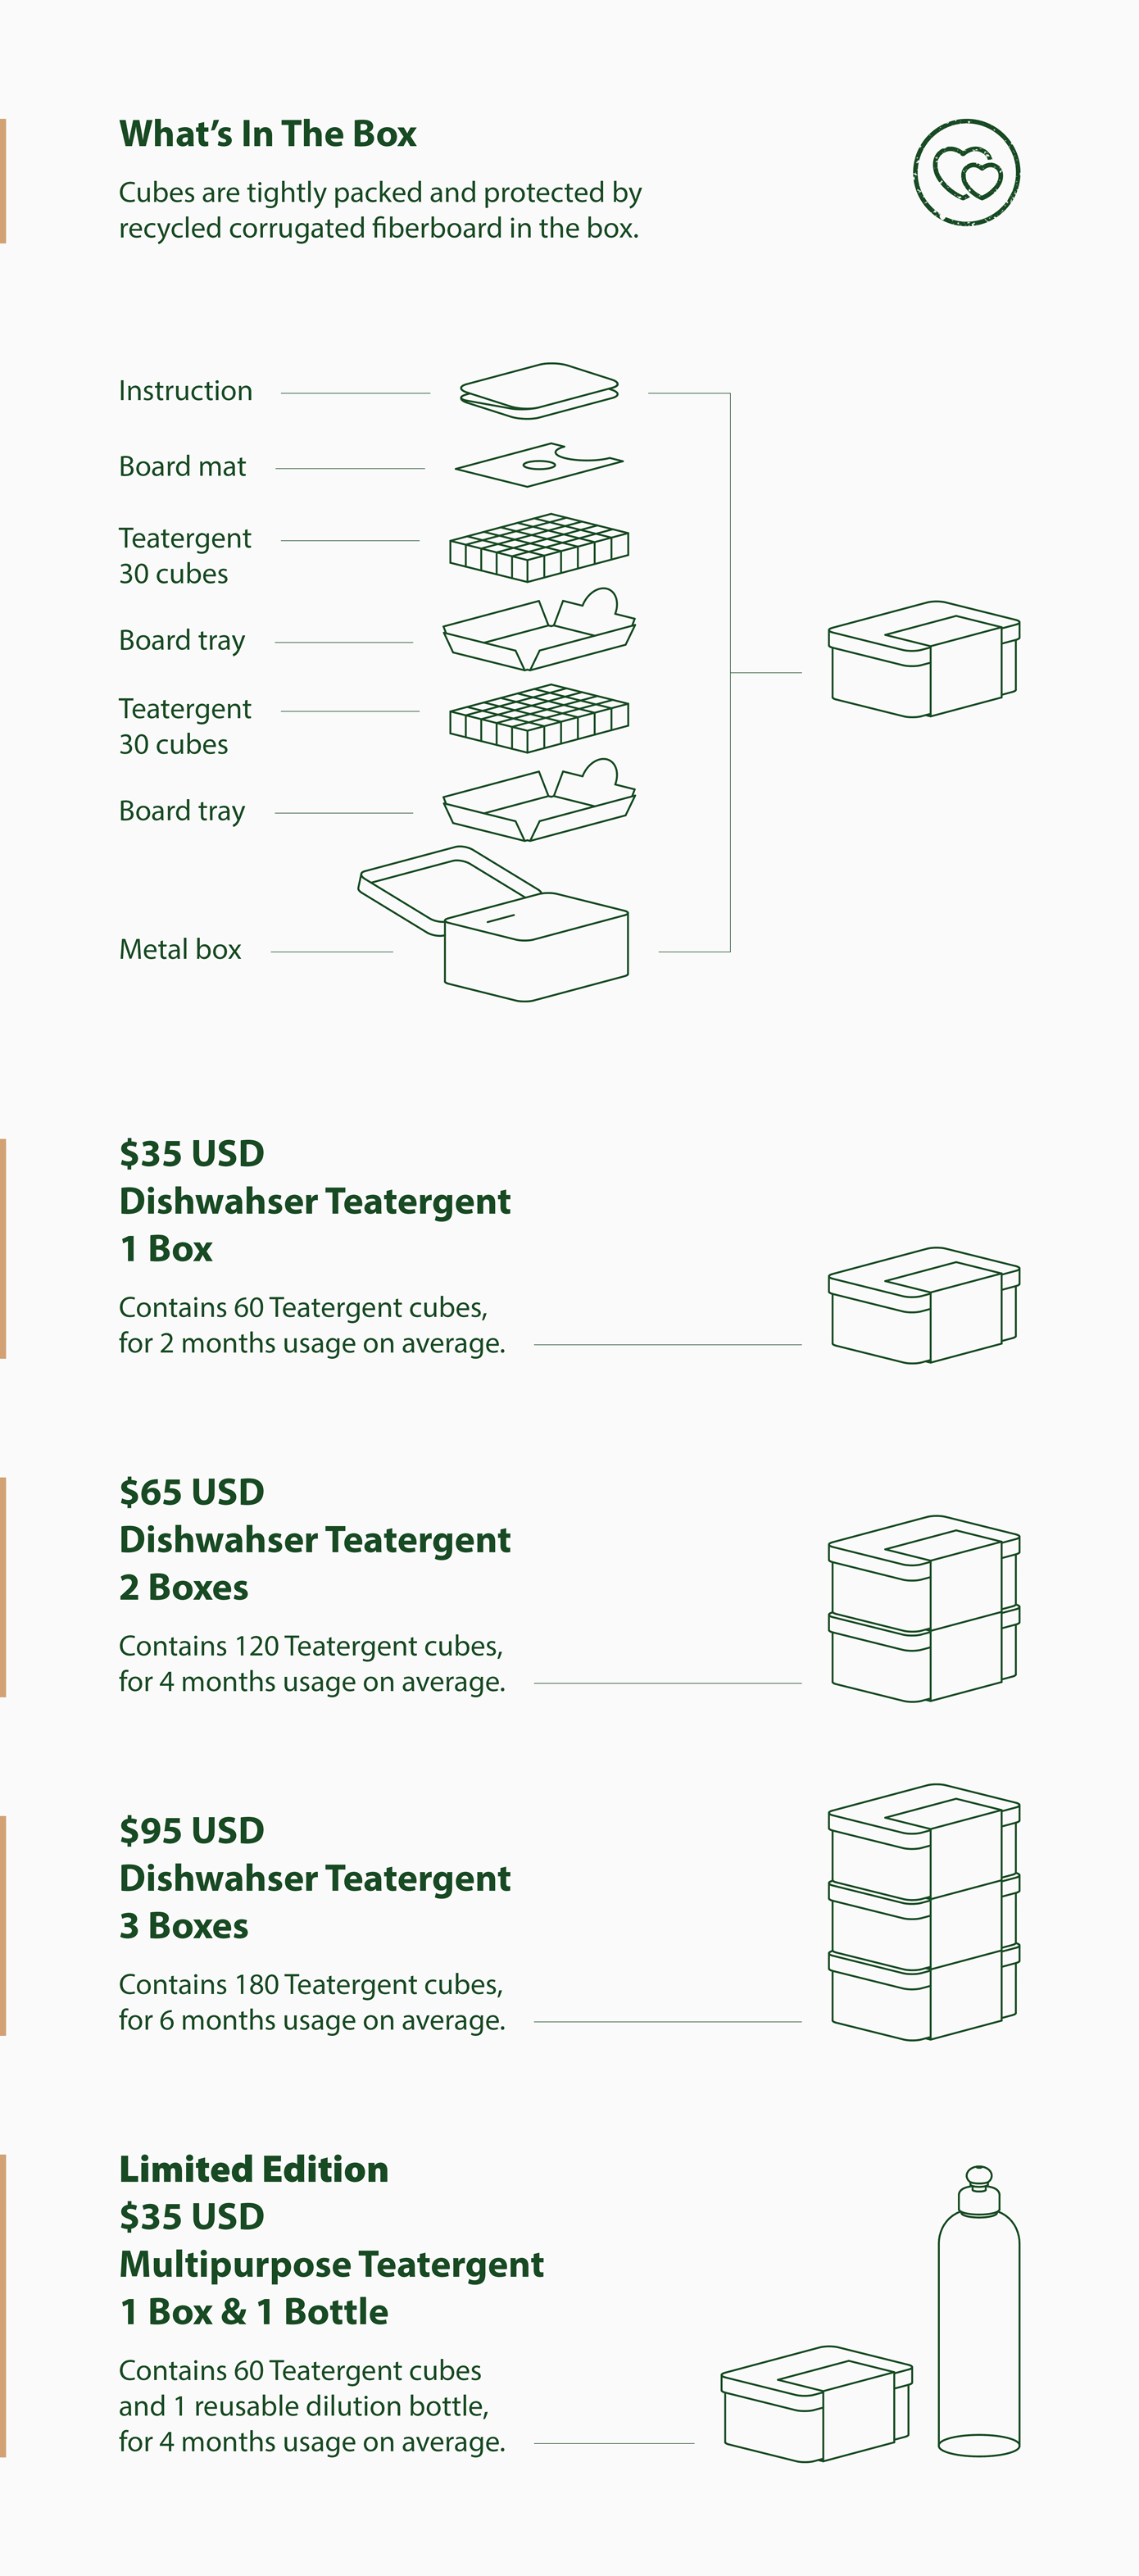 What’s In The Box
Cubes are tightly packed and protected by
recycled corrugated fiberboard in the box.
Instruction
Board mat
Teatergent
30 cubes
Board tray
Teatergent
30 cubes
Board tray
Metal box
$35 USD
Dishwahser Teatergent
1 Box
Contains 60 Teatergent cubes,
for 2 months usage on average.
$65 USD
Dishwahser Teatergent
2 Boxes
Contains 120 Teatergent cubes,
for 4 months usage on average.
$95 USD
Dishwahser Teatergent
3 Boxes
Contains 180 Teatergent cubes,
for 6 months usage on average.
Limited Edition
$35 USD
Multipurpose Teatergent
1 Box & 1 Bottle
Contains 60 Teatergent cubes
and 1 reusable dilution bottle,
for 4 months usage on average.